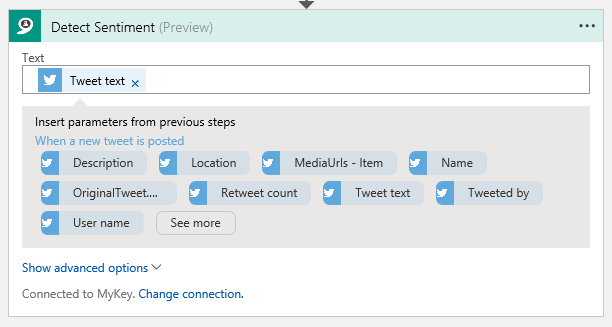 Detect Sentiment (Preview)
Text
Tweet text ×
Insert parameters from previous steps
When a new tweet is posted
Description Location MediaUrls - Item Name
OriginalTweet.... Retweet count Tweet text Tweeted by
User name See more
Show advanced options
Connected to MyKey. Change connection.